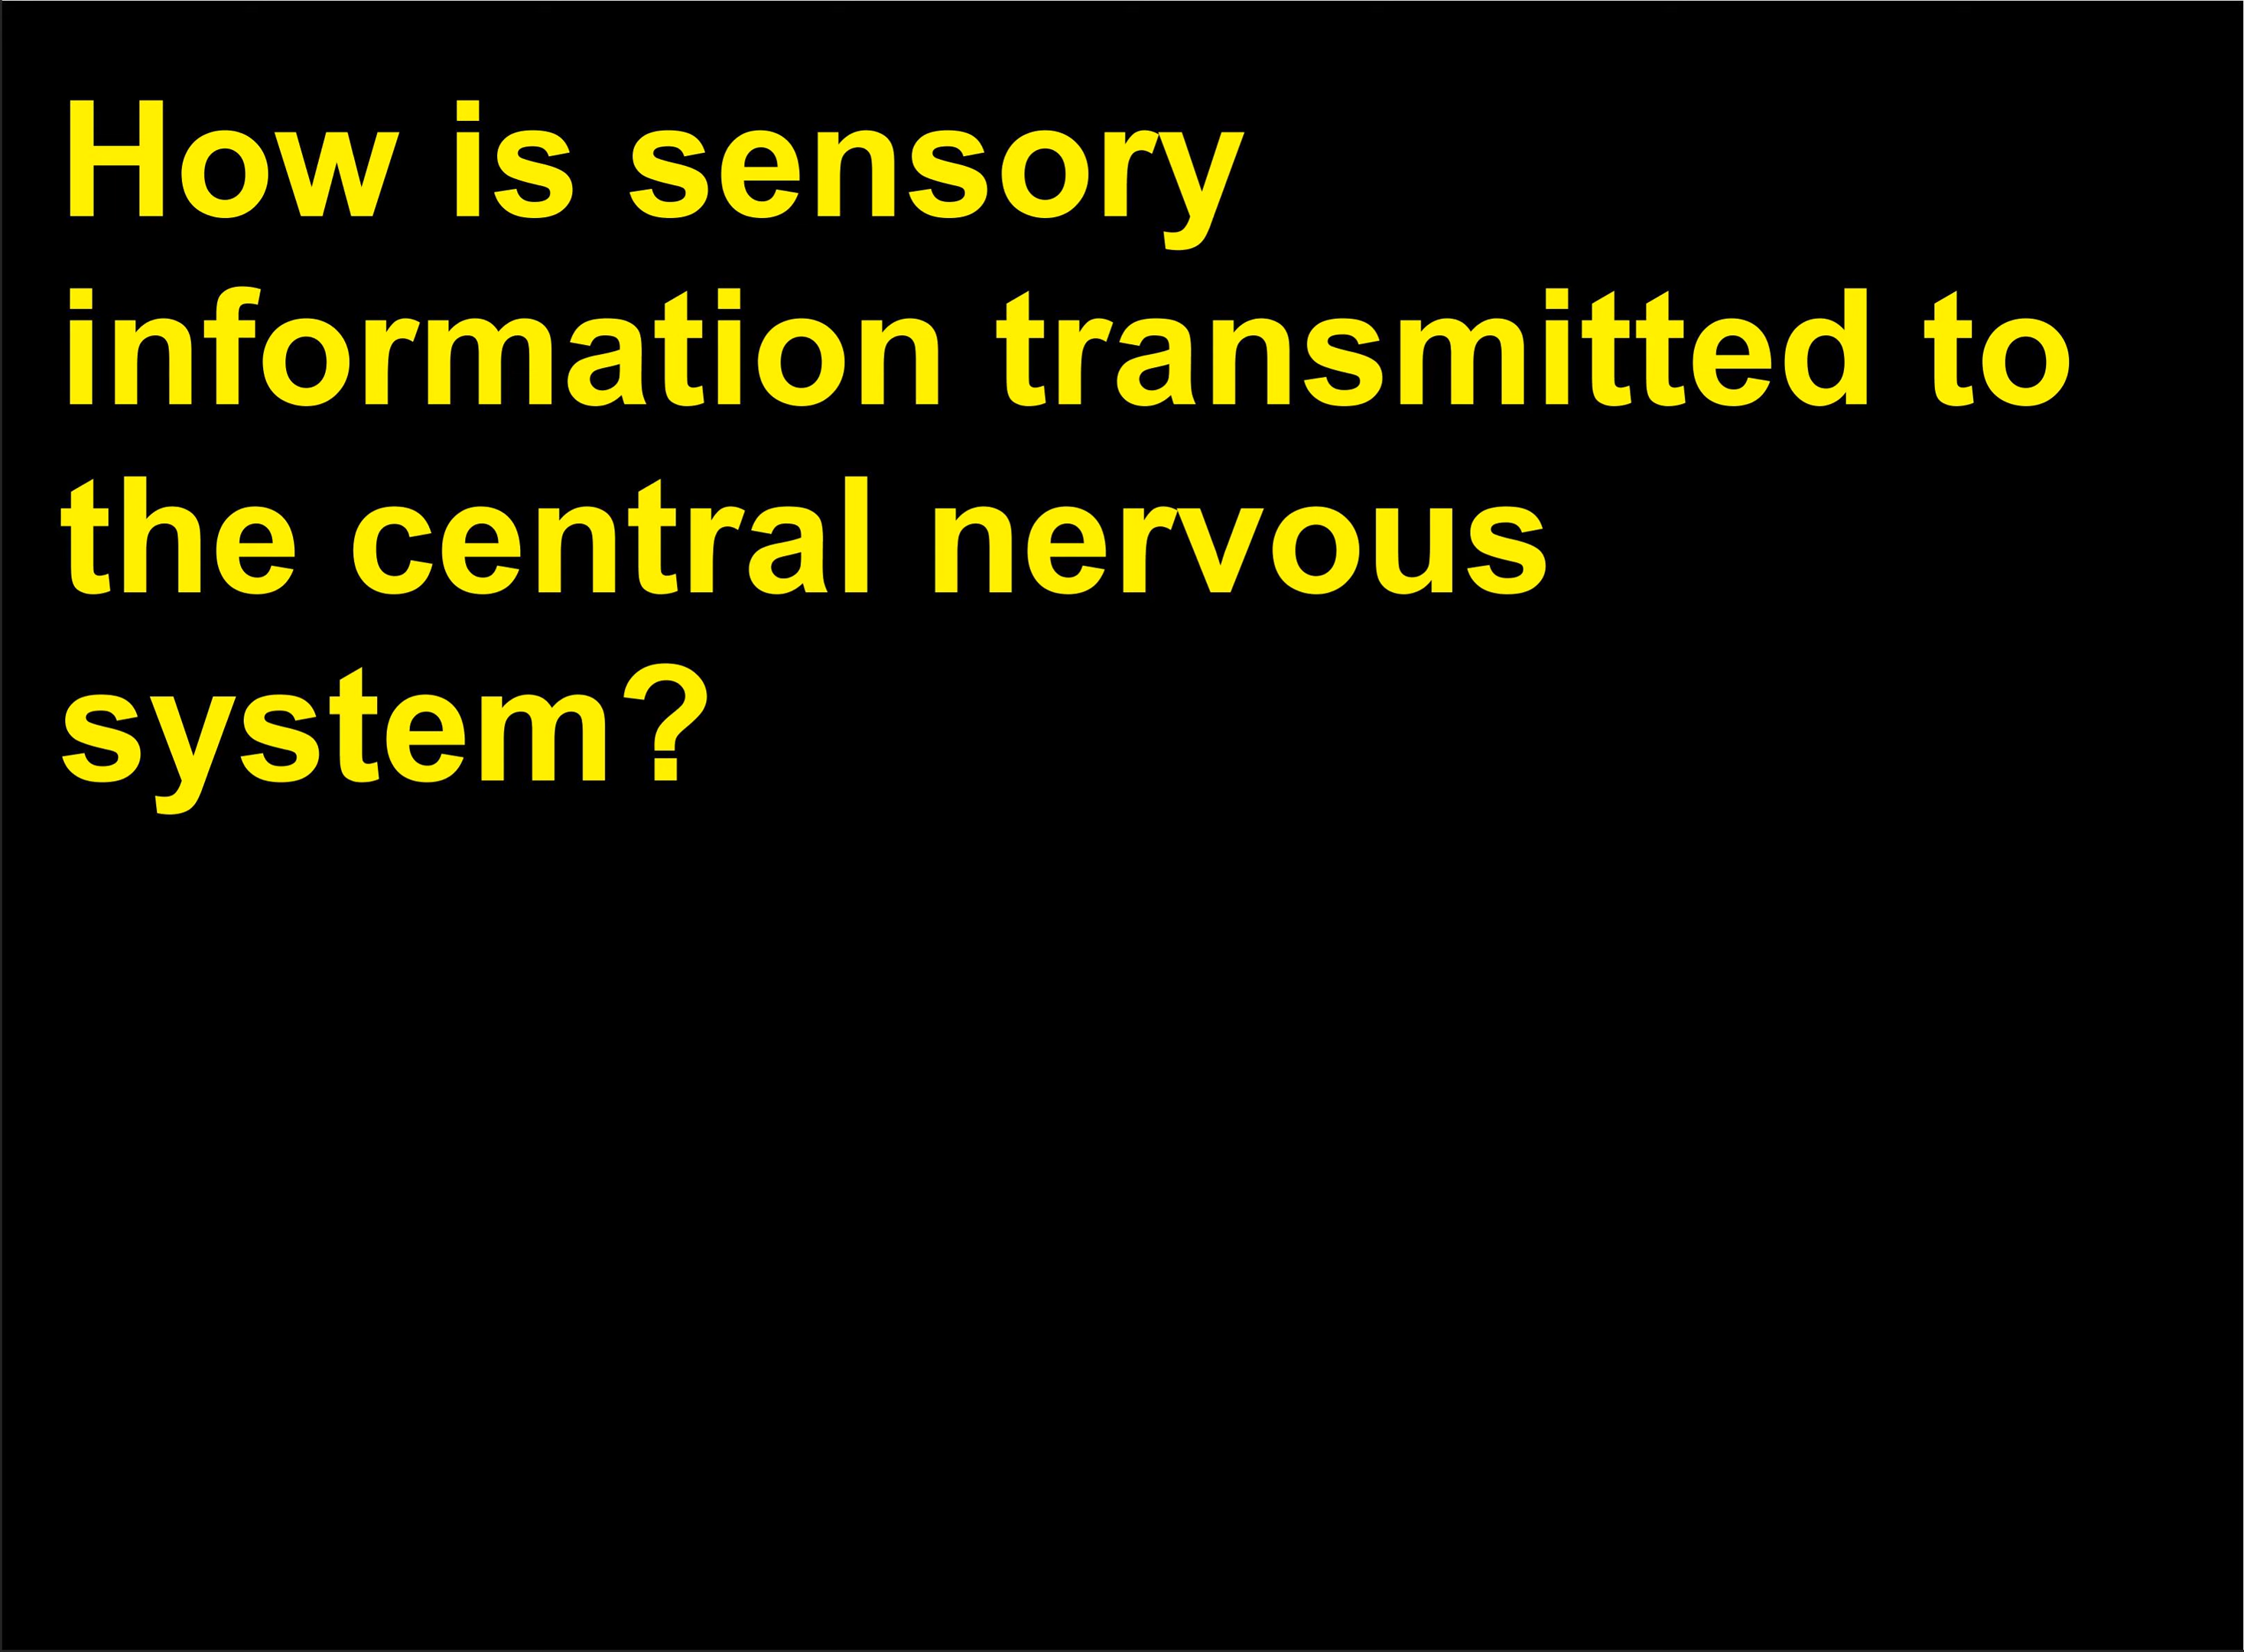 How is sensory
information transmitted to
the central nervous
system?